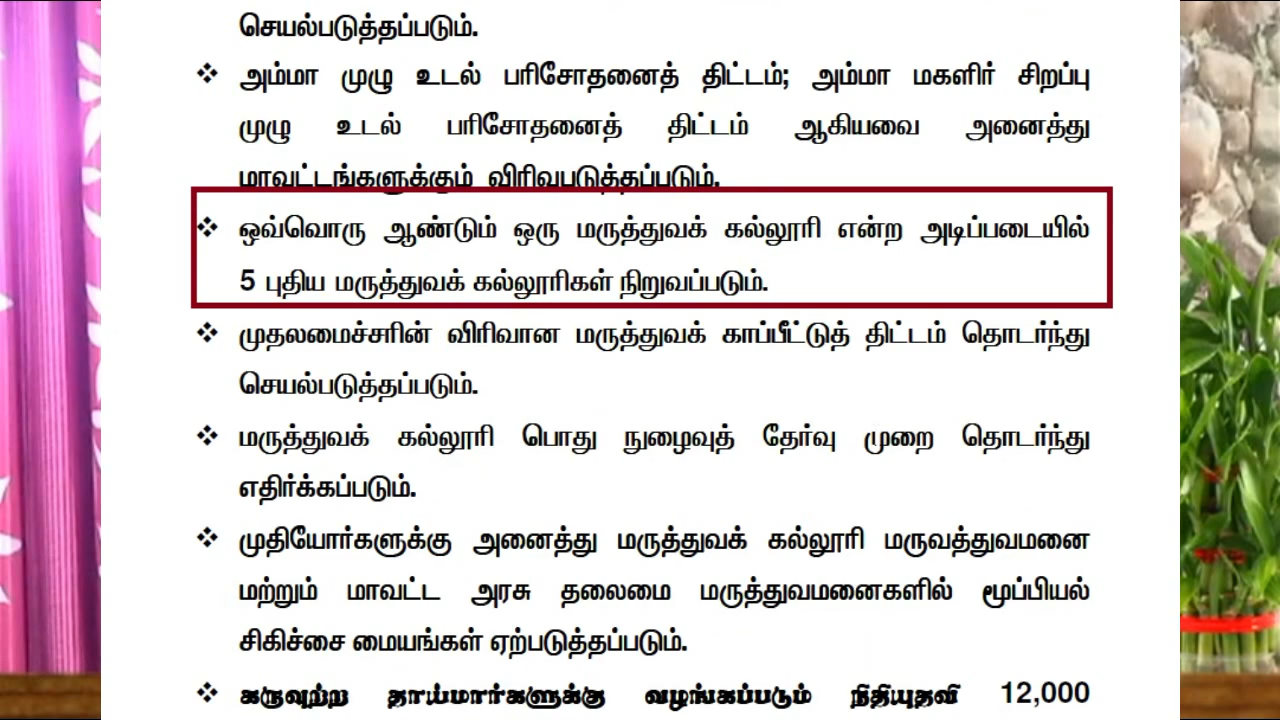 செயல்படுத்தப்படும்.
❖ அம்மா முழு உடல் பரிசோதனைத் திட்டம்; அம்மா மகளிர் சிறப்பு
முழு உடல் பரிசோதனைத் திட்டம் ஆகியவை அனைத்து
மாவட்டங்களுக்கும் விரிவபடுத்தப்படும்.
❖ ஒவ்வொரு ஆண்டும் ஒரு மருத்துவக் கல்லூரி என்ற அடிப்படையில்
5 புதிய மருத்துவக் கல்லூரிகள் நிறுவப்படும்.
❖ முதலமைச்சரின் விரிவான மருத்துவக் காப்பீட்டுத் திட்டம் தொடர்ந்து
செயல்படுத்தப்படும்.
❖ மருத்துவக் கல்லூரி பொது நுழைவுத் தேர்வு முறை தொடர்ந்து
எதிர்க்கப்படும்.
❖ முதியோர்களுக்கு அனைத்து மருத்துவக் கல்லூரி மருவத்துவமனை
மற்றும் மாவட்ட அரசு தலைமை மருத்துவமனைகளில் மூப்பியல்
சிகிச்சை மையங்கள் ஏற்படுத்தப்படும்.
❖ கருவுற்ற தாய்மார்களுக்கு வழங்கப்படும் நிதியுதவி 12,000